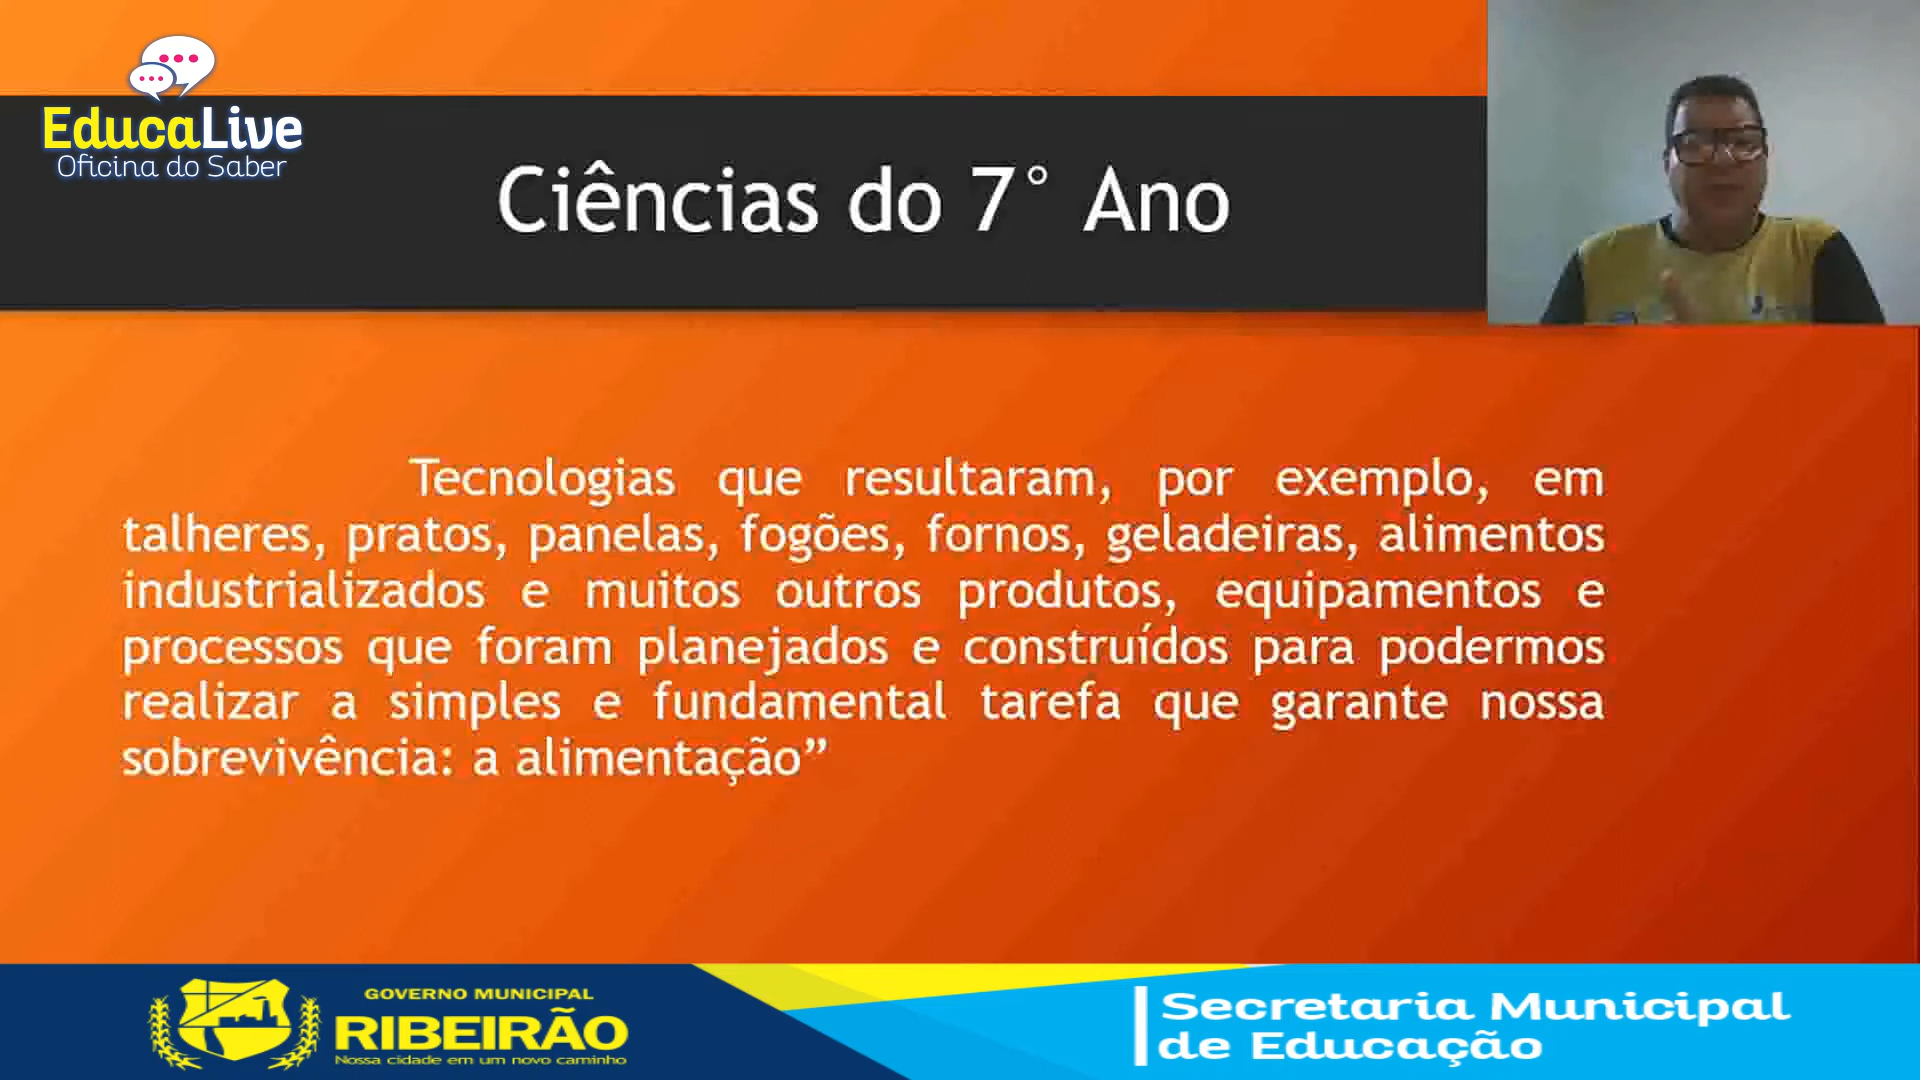 EducaLive
Oficina do Saber
Ciências do 7° Ano
Tecnologias que resultaram, por exemplo, em
talheres, pratos, panelas, fogões, fornos, geladeiras, alimentos
industrializados e muitos outros produtos, equipamentos e
processos que foram planejados e construídos para podermos
realizar a simples e fundamental tarefa que garante nossa
sobrevivência: a alimentação”
GOVERNO MUNICIPAL
RIBEIRÃO
Nossa cidade em um novo caminho
Secretaria Municipal
de Educação